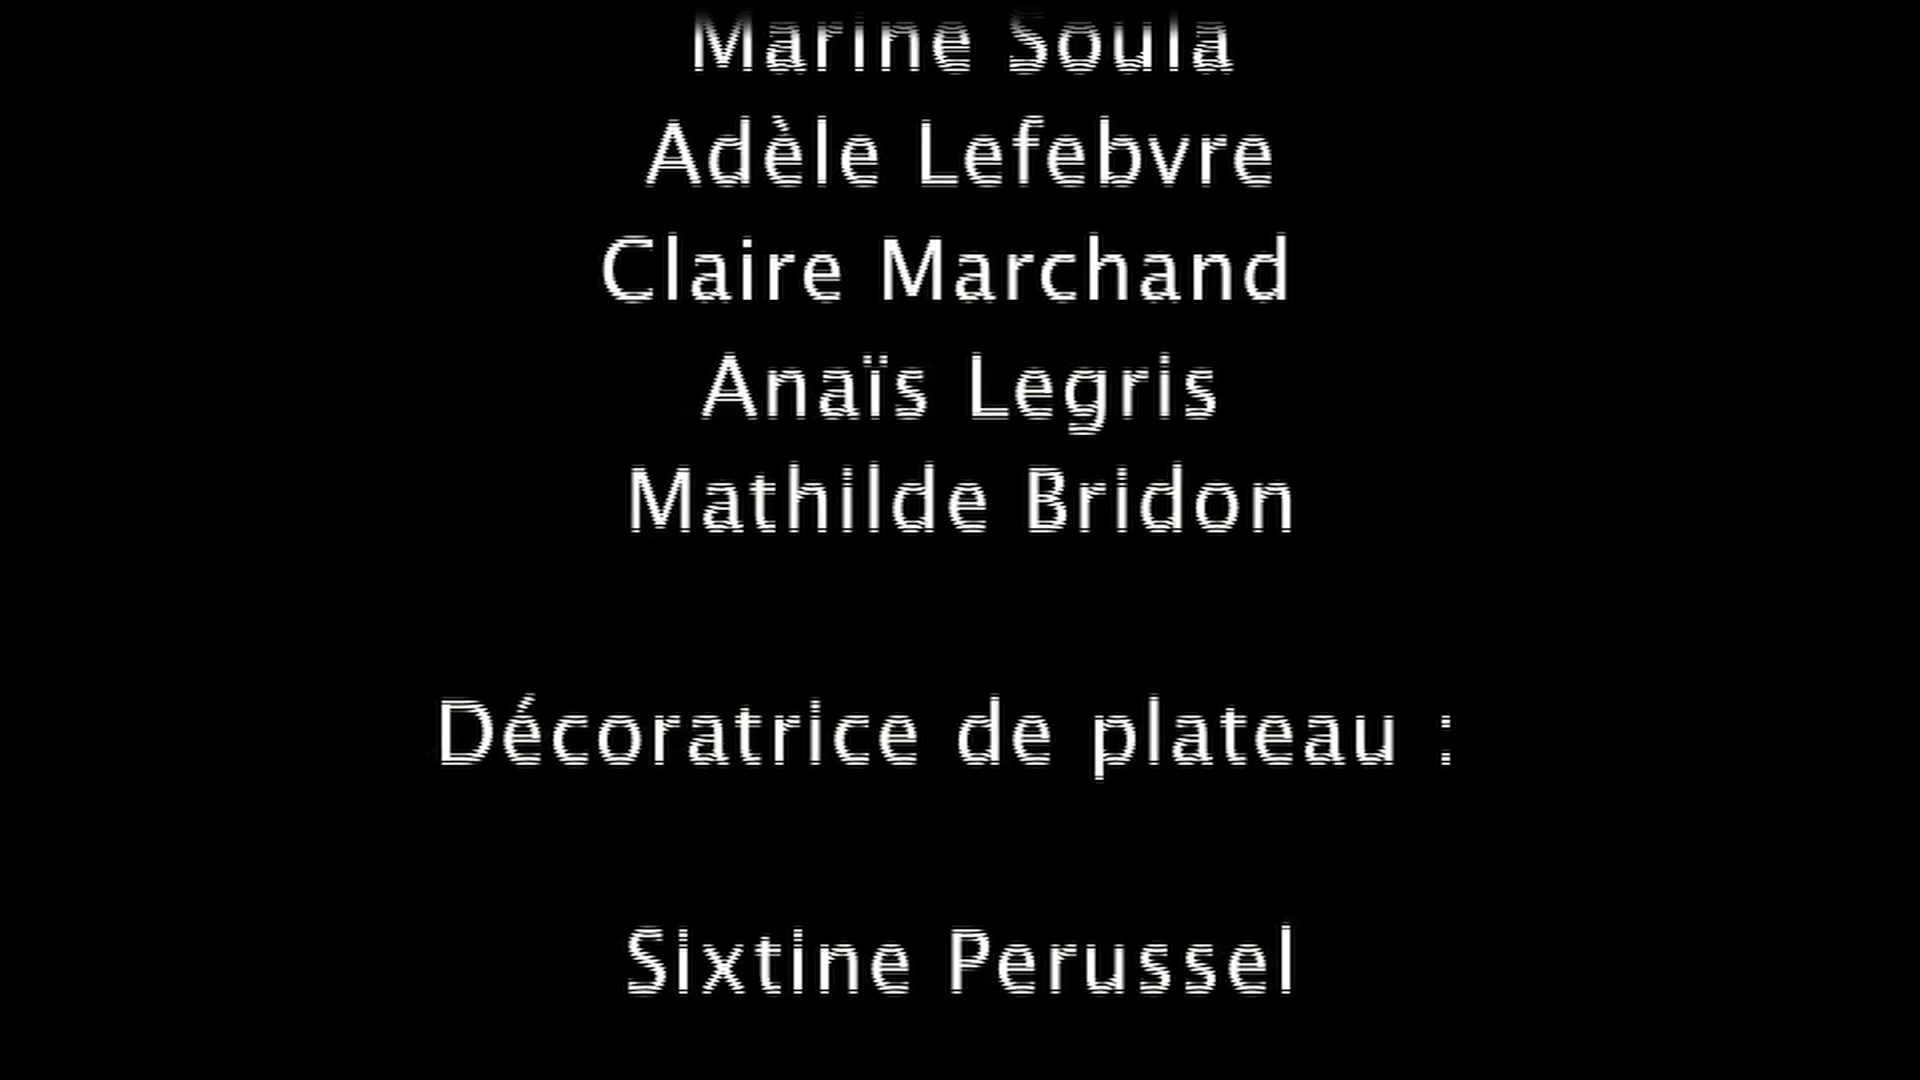 Marine Soula
Adèle Lefebvre
Claire Marchand
Anaïs Legris
Mathilde Bridon
Décoratrice de plateau :
Sixtine Perussel